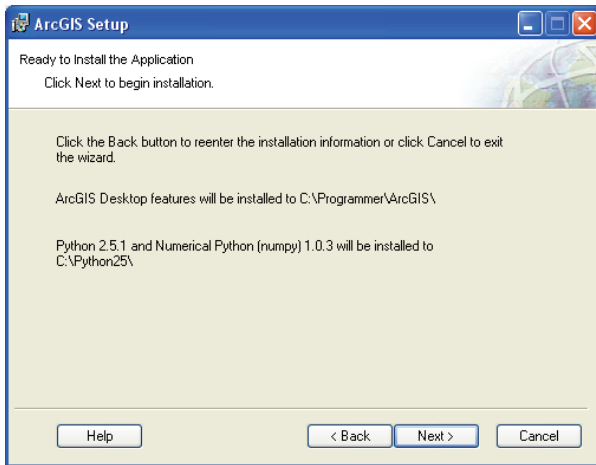 ArcGIS Setup
Ready to Install the Application
Click Next to begin installation.
Click the Back button to reenter the installation information or click Cancel to exit
the wizard.
ArcGIS Desktop features will be installed to C:\Programmer\ArcGIS\
Python 2.5.1 and Numerical Python (numpy) 1.0.3 will be installed to
C:\Python25\
Help
< Back
Next >
Cancel